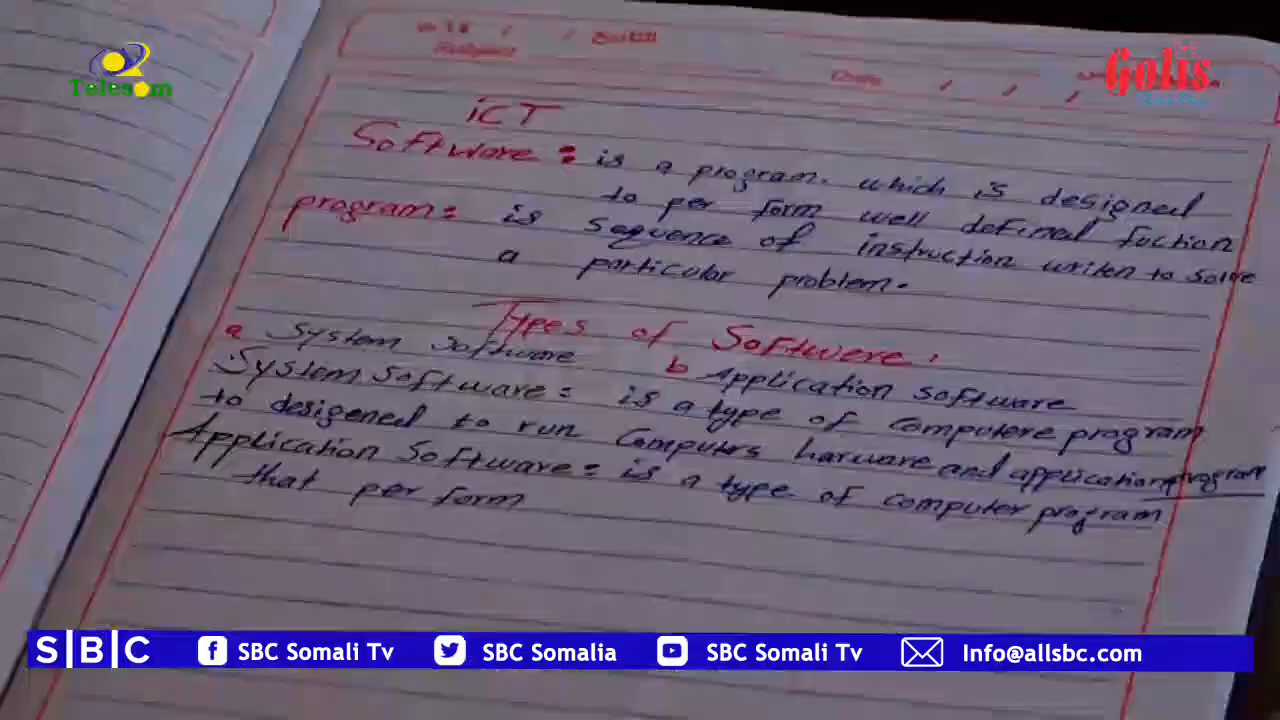 Telesom
Golis
iCT
Software: is a program. which is designed
to per form well defined fuction
program: is sequence of instruction writen to solve
a particular problem.
Types of Softwere.
a System Software b Application software
System software: is a type of computere program
to desigened to run Computers harware and application program
Application Software: is a type of computer program
that per form
SBC SBC Somali Tv SBC Somalia SBC Somali Tv Info@allsbc.com